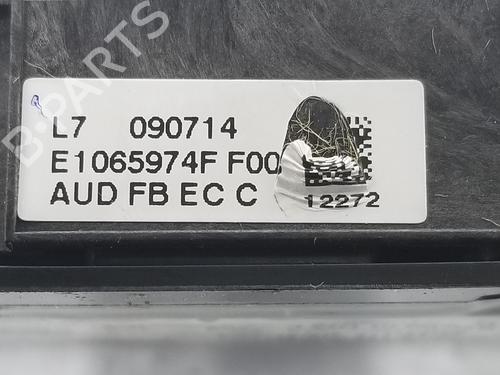 B-PARTS
L7 090714
E1065974F F00
AUD FB EC C
12272